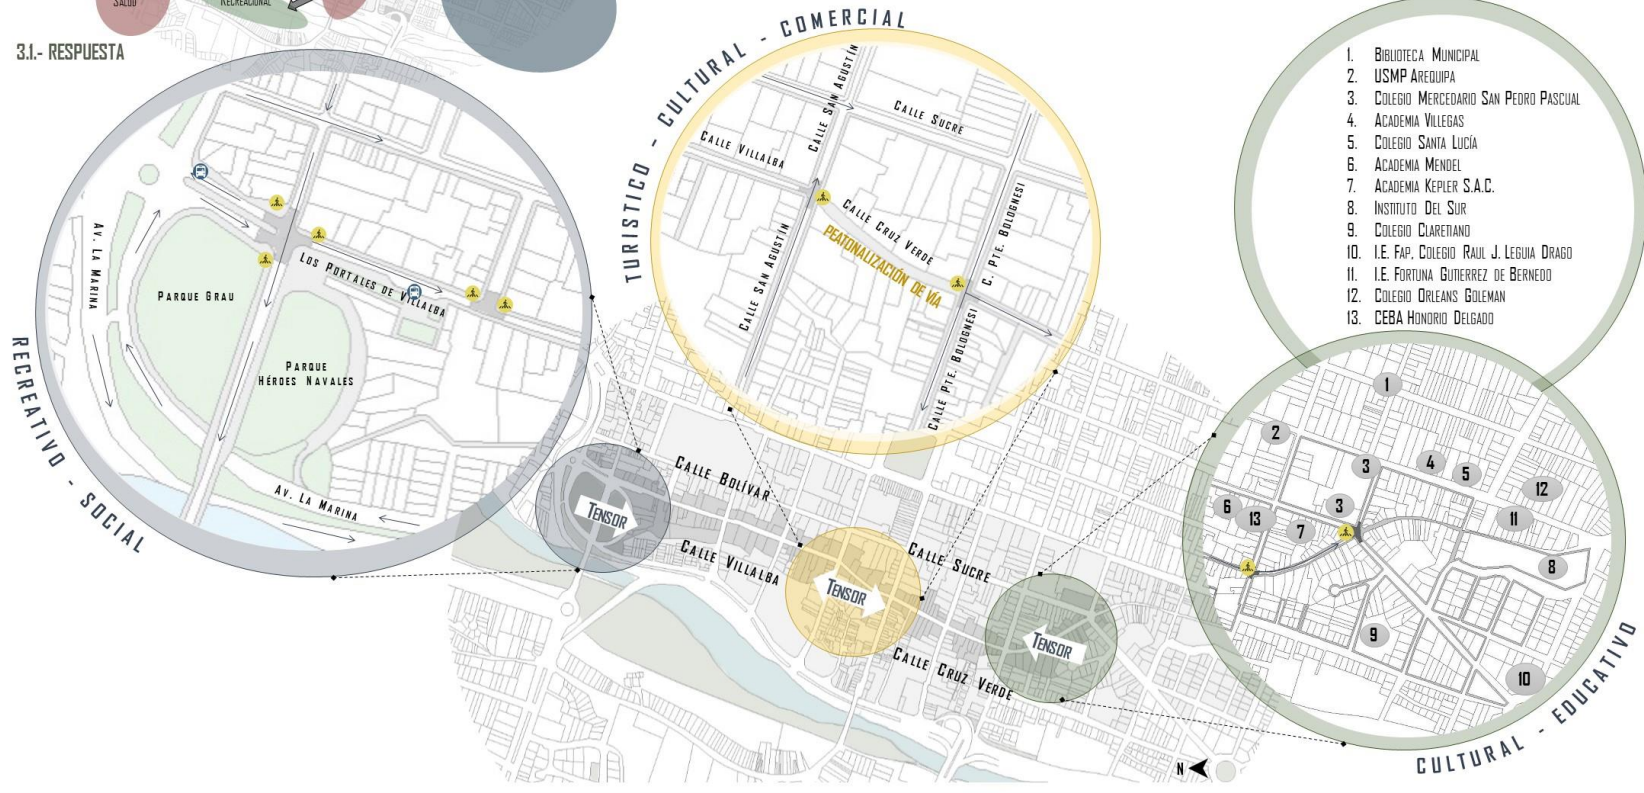 SALUD
RECREACIONAL
3.1.- RESPUESTA
RECREATIVO - SOCIAL
AV. LA MARINA
PARQUE GRAU
LOS PORTALES DE VILLALBA
PARQUE
HÉROES NAVALES
AV. LA MARINA
TURISTICO - CULTURAL - COMERCIAL
CALLE SAN AGUSTÍN
CALLE SUCRE
CALLE VILLALBA
CALLE CRUZ VERDE
PEATONALIZACIÓN DE VIA
C. PTE. BOLOGNESI
CALLE SAN AGUSTÍN
CALLE PTE. BOLOGNESI
1. BIBLIOTECA MUNICIPAL
2. USMP AREQUIPA
3. COLEGIO MERCEDARIO SAN PEDRO PASCUAL
4. ACADEMIA VILLEGAS
5. COLEGIO SANTA LUCÍA
6. ACADEMIA MENDEL
7. ACADEMIA KEPLER S.A.C.
8. INSTITUTO DEL SUR
9. COLEGIO CLARETIANO
10. I.E. FAP. COLEGIO RAUL J. LEGUIA DRAGO
11. I.E. FORTUNA GUTIERREZ DE BERNEDO
12. COLEGIO ORLEANS GOLEMAN
13. CEBA HONORIO DELGADO
1
2
3
4
5
12
6
13
7
3
11
8
9
10
CULTURAL - EDUCATIVO
CALLE BOLÍVAR
TENSOR
CALLE VILLALBA
CALLE SUCRE
TENSOR
TENSOR
CALLE CRUZ VERDE
N